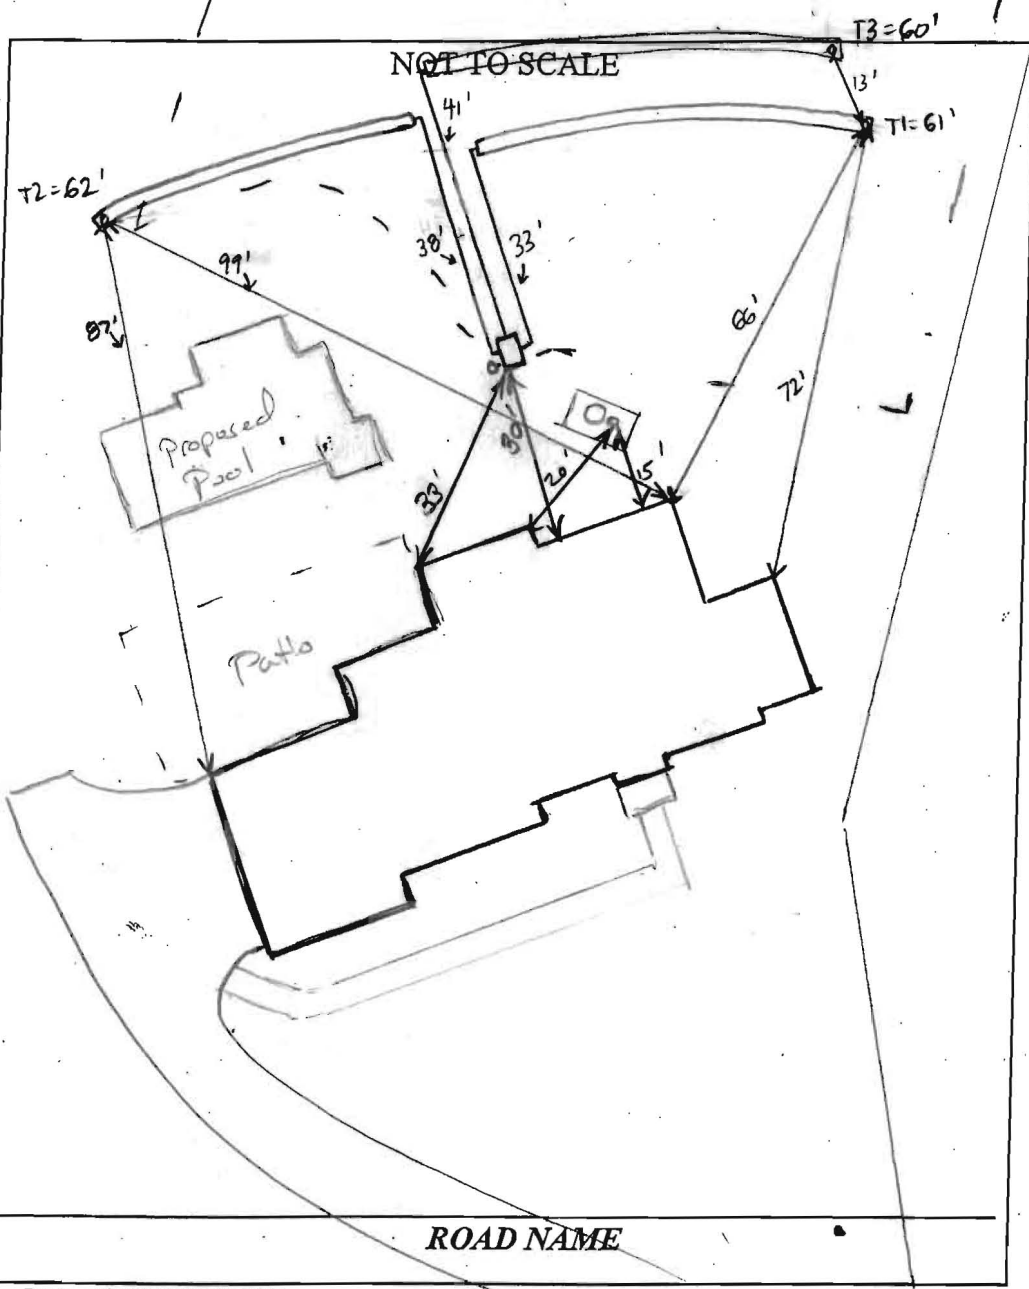 T3=60'
NOT TO SCALE
13'
41'
T1=61'
T2=62'
38'
33'
99'
87'
66'
72'
Proposed
Pool
30'
20'
15'
33'
Patio
ROAD NAME